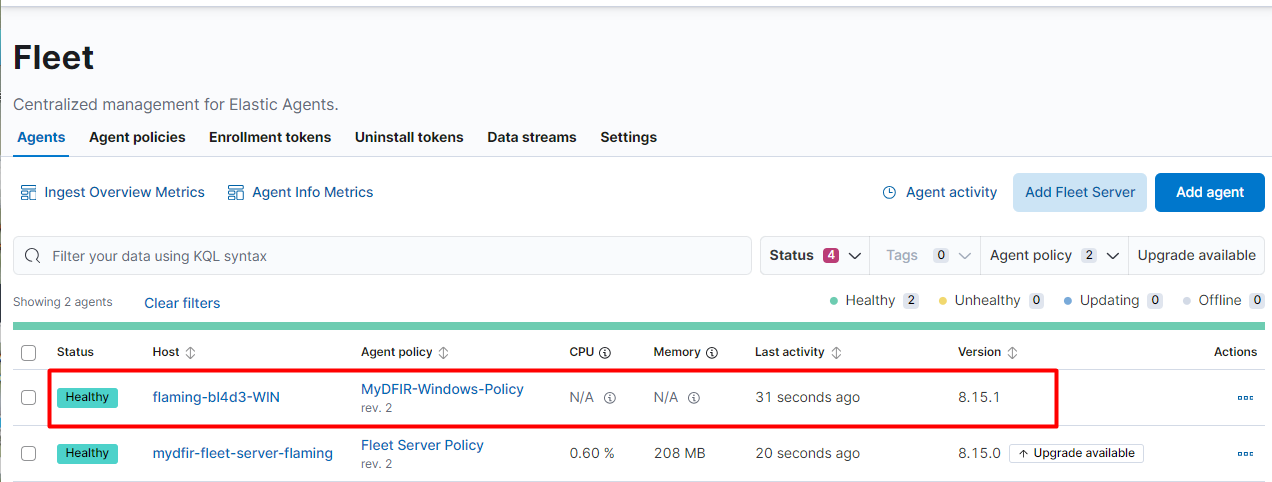 Fleet
Centralized management for Elastic Agents.
Agents Agent policies Enrollment tokens Uninstall tokens Data streams Settings
Ingest Overview Metrics Agent Info Metrics Agent activity Add Fleet Server Add agent
Filter your data using KQL syntax Status 4 Tags 0 Agent policy 2 Upgrade available
Showing 2 agents Clear filters Healthy 2 Unhealthy 0 Updating 0 Offline 0
Status Host Agent policy CPU Memory Last activity Version Actions
Healthy flaming-bl4d3-WIN MyDFIR-Windows-Policy N/A N/A 31 seconds ago 8.15.1
rev. 2
Healthy mydfir-fleet-server-flaming Fleet Server Policy 0.60 % 208 MB 20 seconds ago 8.15.0 Upgrade available
rev. 2